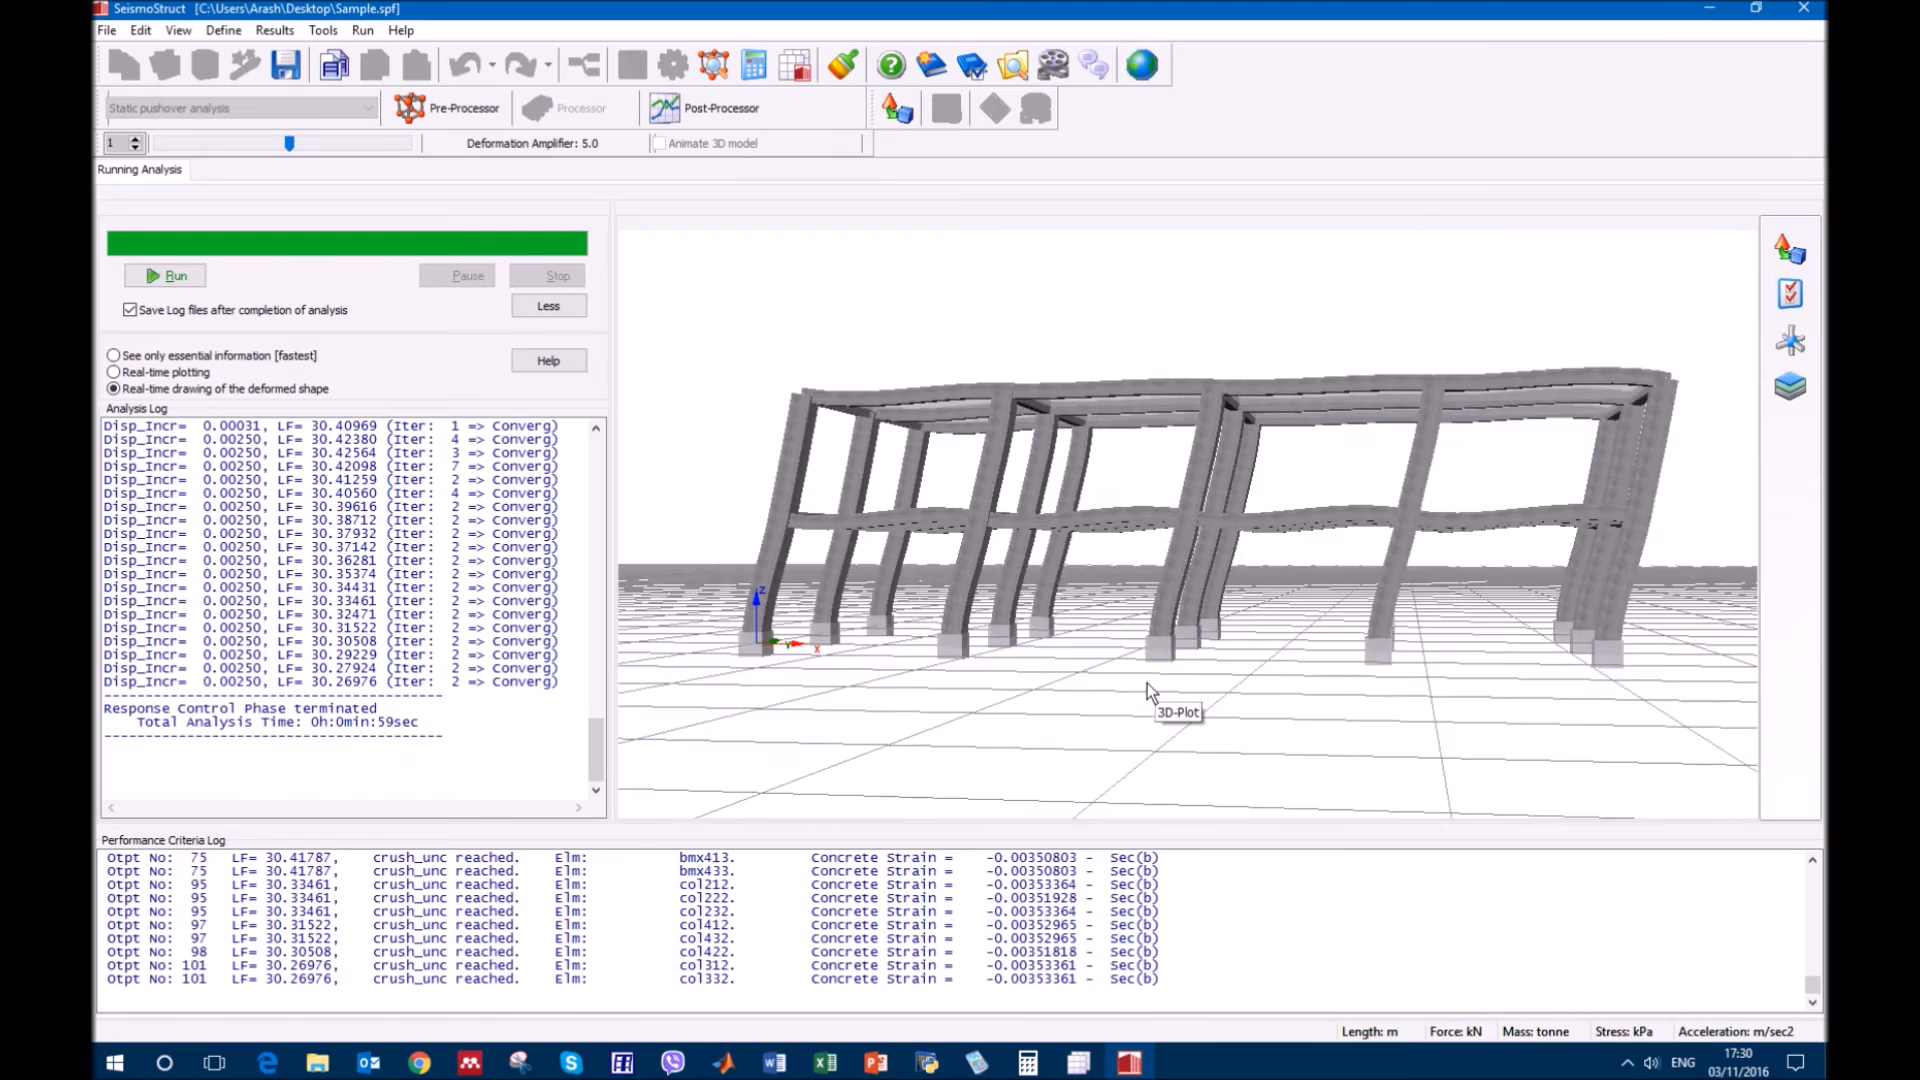 SeismoStruct [C:\Users\Arash\Desktop\Sample.spf]
File Edit View Define Results Tools Run Help
Static pushover analysis Pre-Processor Processor Post-Processor
1 Deformation Amplifier: 5.0 Animate 3D model
Running Analysis
Run Pause Stop
Save Log files after completion of analysis Less
See only essential information [fastest] Help
Real-time plotting
Real-time drawing of the deformed shape
Analysis Log
Disp_Incr= 0.00031, LF= 30.40969 (Iter: 1 => Converg)
Disp_Incr= 0.00250, LF= 30.42380 (Iter: 4 => Converg)
Disp_Incr= 0.00250, LF= 30.42564 (Iter: 3 => Converg)
Disp_Incr= 0.00250, LF= 30.42098 (Iter: 7 => Converg)
Disp_Incr= 0.00250, LF= 30.41259 (Iter: 2 => Converg)
Disp_Incr= 0.00250, LF= 30.40560 (Iter: 4 => Converg)
Disp_Incr= 0.00250, LF= 30.39616 (Iter: 2 => Converg)
Disp_Incr= 0.00250, LF= 30.38712 (Iter: 2 => Converg)
Disp_Incr= 0.00250, LF= 30.37932 (Iter: 2 => Converg)
Disp_Incr= 0.00250, LF= 30.37142 (Iter: 2 => Converg)
Disp_Incr= 0.00250, LF= 30.36281 (Iter: 2 => Converg)
Disp_Incr= 0.00250, LF= 30.35374 (Iter: 2 => Converg)
Disp_Incr= 0.00250, LF= 30.34431 (Iter: 2 => Converg)
Disp_Incr= 0.00250, LF= 30.33461 (Iter: 2 => Converg)
Disp_Incr= 0.00250, LF= 30.32471 (Iter: 2 => Converg)
Disp_Incr= 0.00250, LF= 30.31522 (Iter: 2 => Converg)
Disp_Incr= 0.00250, LF= 30.30508 (Iter: 2 => Converg)
Disp_Incr= 0.00250, LF= 30.29229 (Iter: 2 => Converg)
Disp_Incr= 0.00250, LF= 30.27924 (Iter: 2 => Converg)
Disp_Incr= 0.00250, LF= 30.26976 (Iter: 2 => Converg)
-----------------------------------------
Response Control Phase terminated
Total Analysis Time: 0h:0min:59sec
-----------------------------------------
z
Y X
3D-Plot
Performance Criteria Log
Otpt No: 75 LF= 30.41787, crush_unc reached. Elm: bmx413. Concrete Strain = -0.00350803 - Sec(b)
Otpt No: 75 LF= 30.41787, crush_unc reached. Elm: bmx433. Concrete Strain = -0.00350803 - Sec(b)
Otpt No: 95 LF= 30.33461, crush_unc reached. Elm: col212. Concrete Strain = -0.00353364 - Sec(b)
Otpt No: 95 LF= 30.33461, crush_unc reached. Elm: col222. Concrete Strain = -0.00351928 - Sec(b)
Otpt No: 95 LF= 30.33461, crush_unc reached. Elm: col232. Concrete Strain = -0.00353364 - Sec(b)
Otpt No: 97 LF= 30.31522, crush_unc reached. Elm: col412. Concrete Strain = -0.00352965 - Sec(b)
Otpt No: 97 LF= 30.31522, crush_unc reached. Elm: col432. Concrete Strain = -0.00352965 - Sec(b)
Otpt No: 98 LF= 30.30508, crush_unc reached. Elm: col422. Concrete Strain = -0.00351818 - Sec(b)
Otpt No: 101 LF= 30.26976, crush_unc reached. Elm: col312. Concrete Strain = -0.00353361 - Sec(b)
Otpt No: 101 LF= 30.26976, crush_unc reached. Elm: col332. Concrete Strain = -0.00353361 - Sec(b)
Length: m Force: kN Mass: tonne Stress: kPa Acceleration: m/sec2
ENG 17:30
03/11/2016